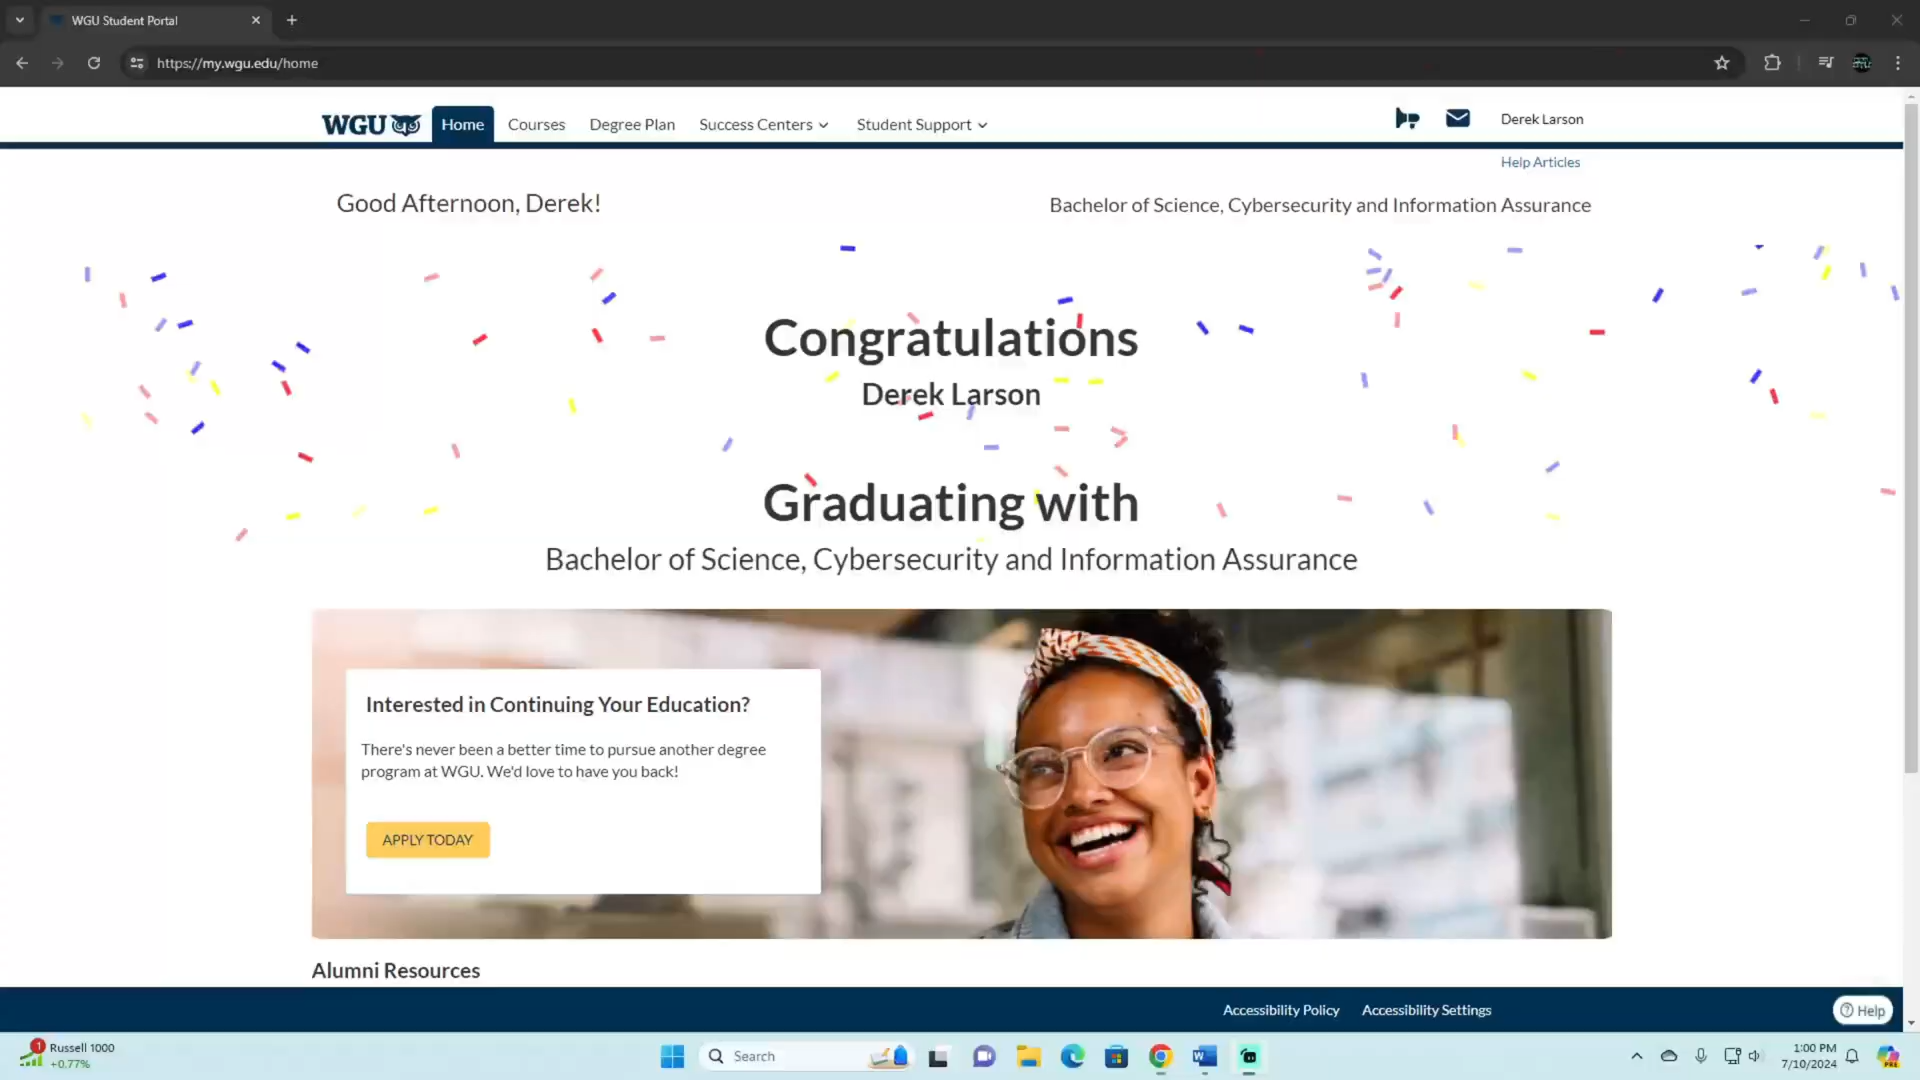 WGU Student Portal
https://my.wgu.edu/home
WGU
Home
Courses
Degree Plan
Success Centers
Student Support
Derek Larson
Help Articles
Good Afternoon, Derek!
Bachelor of Science, Cybersecurity and Information Assurance
Congratulations
Derek Larson
Graduating with
Bachelor of Science, Cybersecurity and Information Assurance
Interested in Continuing Your Education?
There's never been a better time to pursue another degree
program at WGU. We'd love to have you back!
APPLY TODAY
Alumni Resources
Accessibility Policy
Accessibility Settings
Help
1
Russell 1000
+0.77%
Search
1:00 PM
7/10/2024
PRE